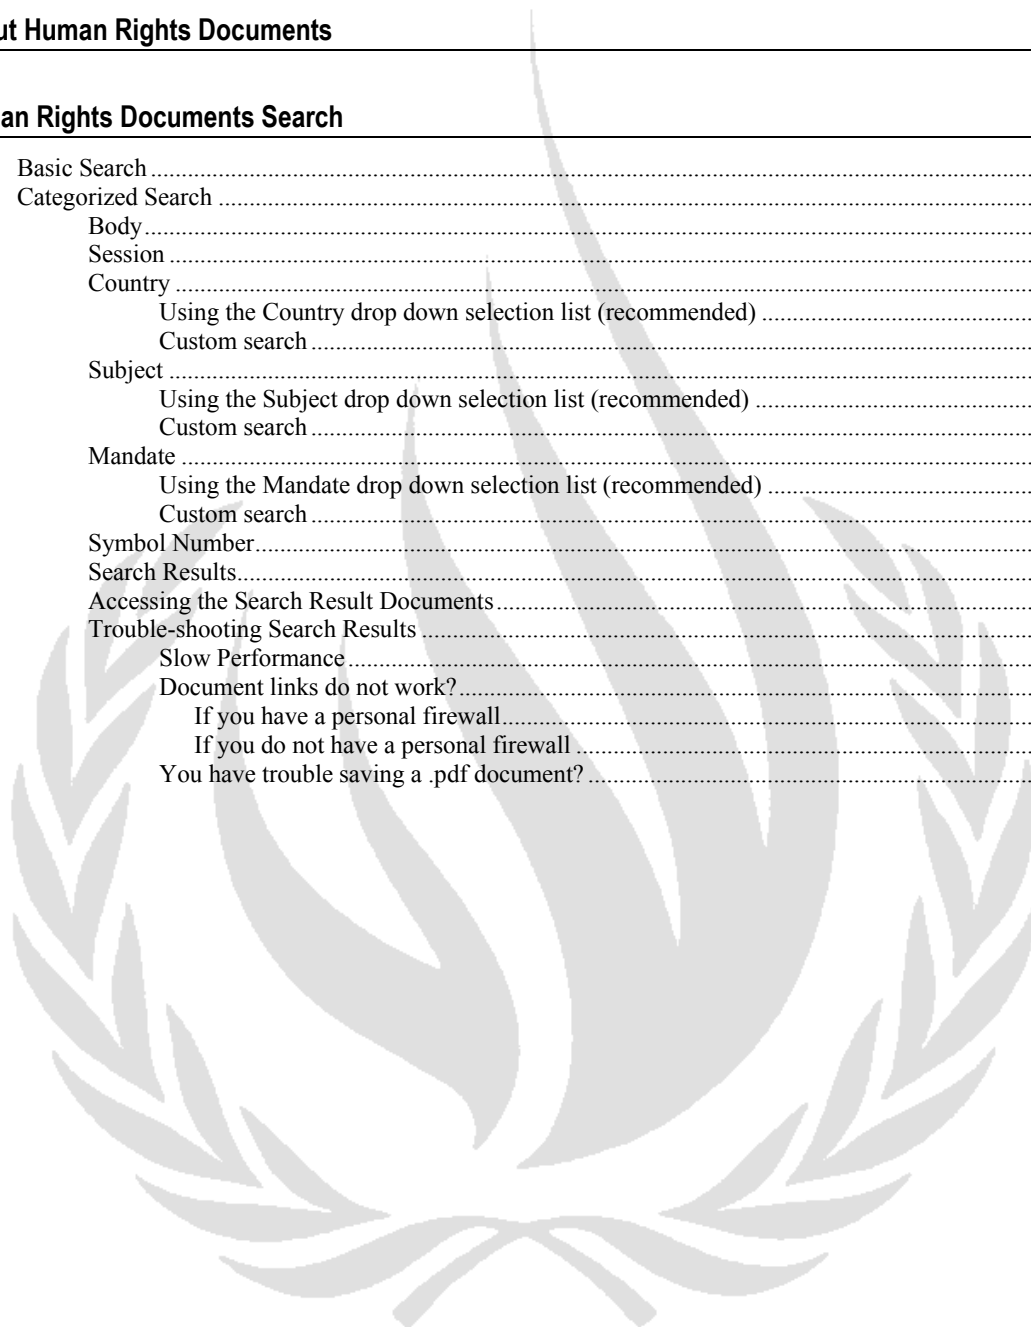 ut Human Rights Documents
an Rights Documents Search
Basic Search
Categorized Search
Body
Session
Country
Using the Country drop down selection list (recommended)
Custom search
Subject
Using the Subject drop down selection list (recommended)
Custom search
Mandate
Using the Mandate drop down selection list (recommended)
Custom search
Symbol Number
Search Results
Accessing the Search Result Documents
Trouble-shooting Search Results
Slow Performance
Document links do not work?
If you have a personal firewall
If you do not have a personal firewall
You have trouble saving a .pdf document?